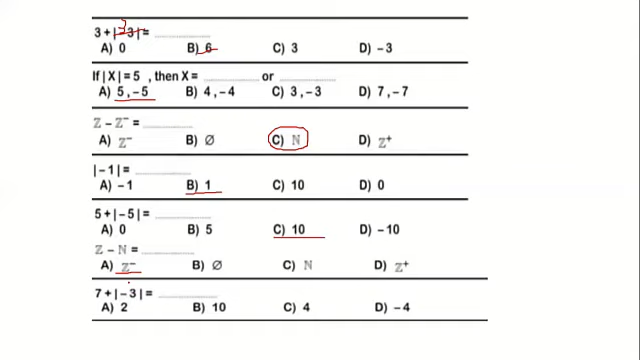 3 + | 3 3| = ............
A) 0 B) 6 C) 3 D) – 3
If | X | = 5 , then X = ............ or ............
A) 5 , – 5 B) 4 , – 4 C) 3 , – 3 D) 7 , – 7
ℤ – ℤ⁻ = ............
A) ℤ⁻ B) Ø C) ℕ D) ℤ⁺
| – 1 | = ............
A) – 1 B) 1 C) 10 D) 0
5 + | – 5 | = ............
A) 0 B) 5 C) 10 D) – 10
ℤ – ℕ = ............
A) ℤ⁻ B) Ø C) ℕ D) ℤ⁺
7 + | – 3 | = ............
A) 2 B) 10 C) 4 D) – 4